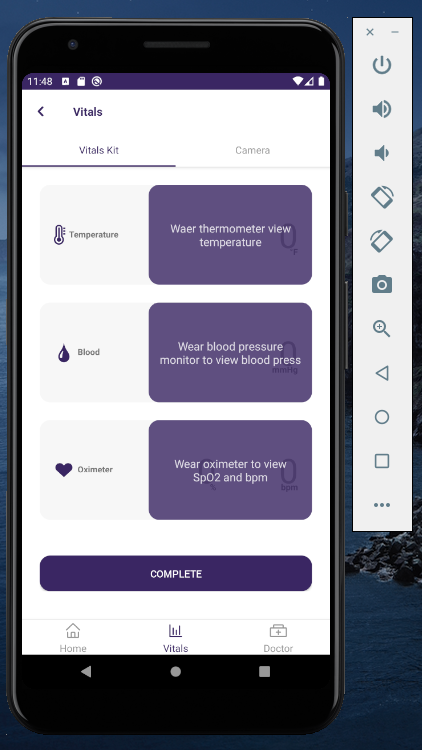 11:48
Vitals
Vitals Kit
Camera
Temperature
Waer thermometer view
temperature
0
°F
Blood
Wear blood pressure
monitor to view blood press
0
mmHg
Oximeter
Wear oximeter to view
SpO2 and bpm
0
bpm
COMPLETE
Home
Vitals
Doctor